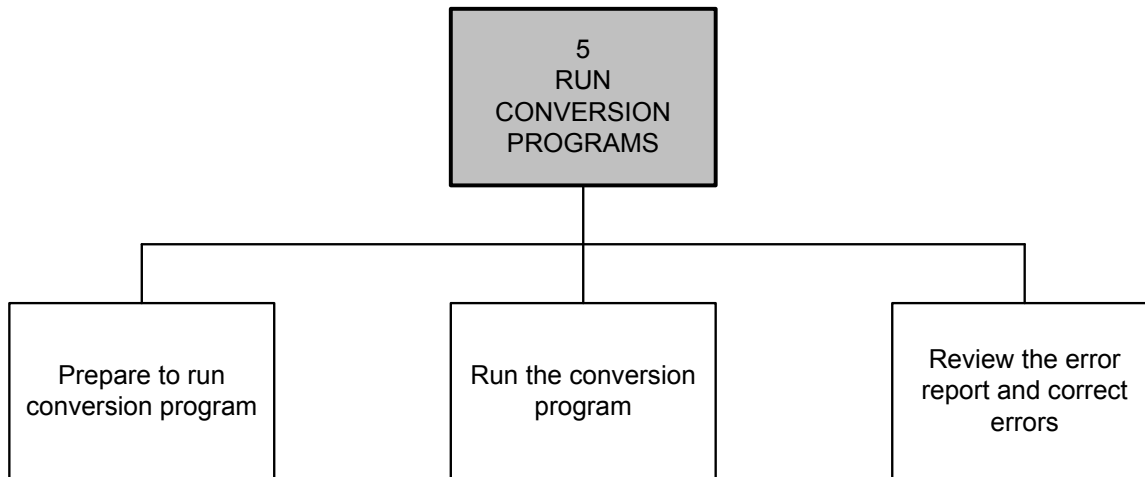 5
RUN
CONVERSION
PROGRAMS
Prepare to run
conversion program
Run the conversion
program
Review the error
report and correct
errors